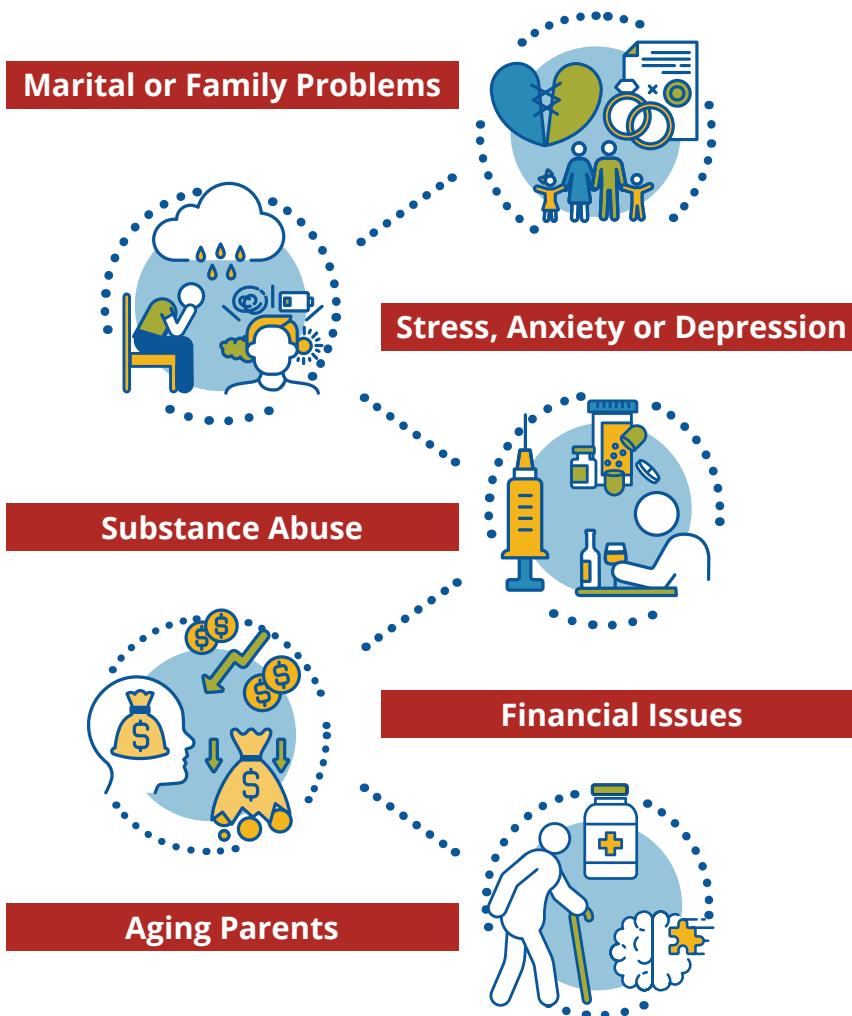 Marital or Family Problems
Stress, Anxiety or Depression
Substance Abuse
Financial Issues
Aging Parents